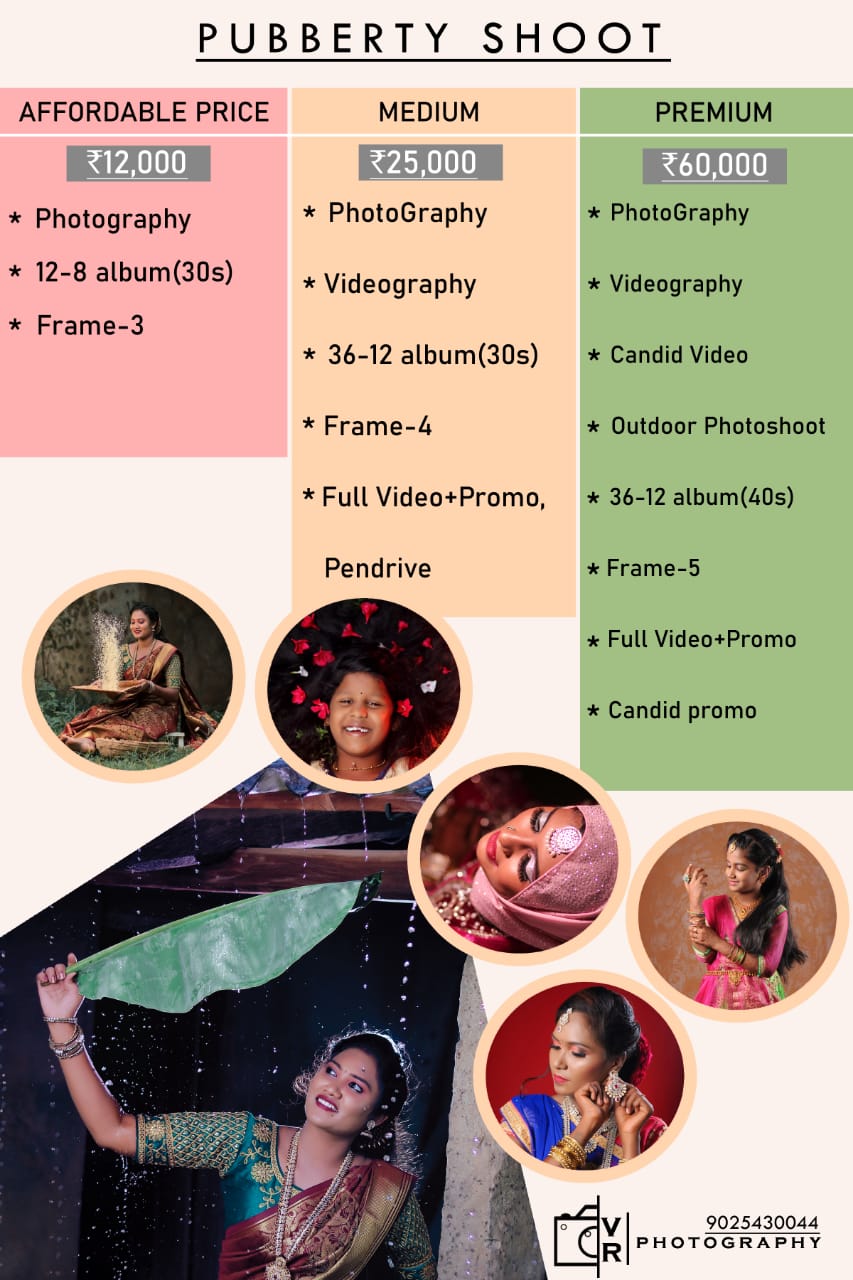 PUBBERTY SHOOT
AFFORDABLE PRICE
₹12,000
* Photography
* 12-8 album(30s)
* Frame-3
MEDIUM
₹25,000
* PhotoGraphy
* Videography
* 36-12 album(30s)
* Frame-4
* Full Video+Promo,
Pendrive
PREMIUM
₹60,000
* PhotoGraphy
* Videography
* Candid Video
* Outdoor Photoshoot
* 36-12 album(40s)
* Frame-5
* Full Video+Promo
* Candid promo
VR
9025430044
PHOTOGRAPHY